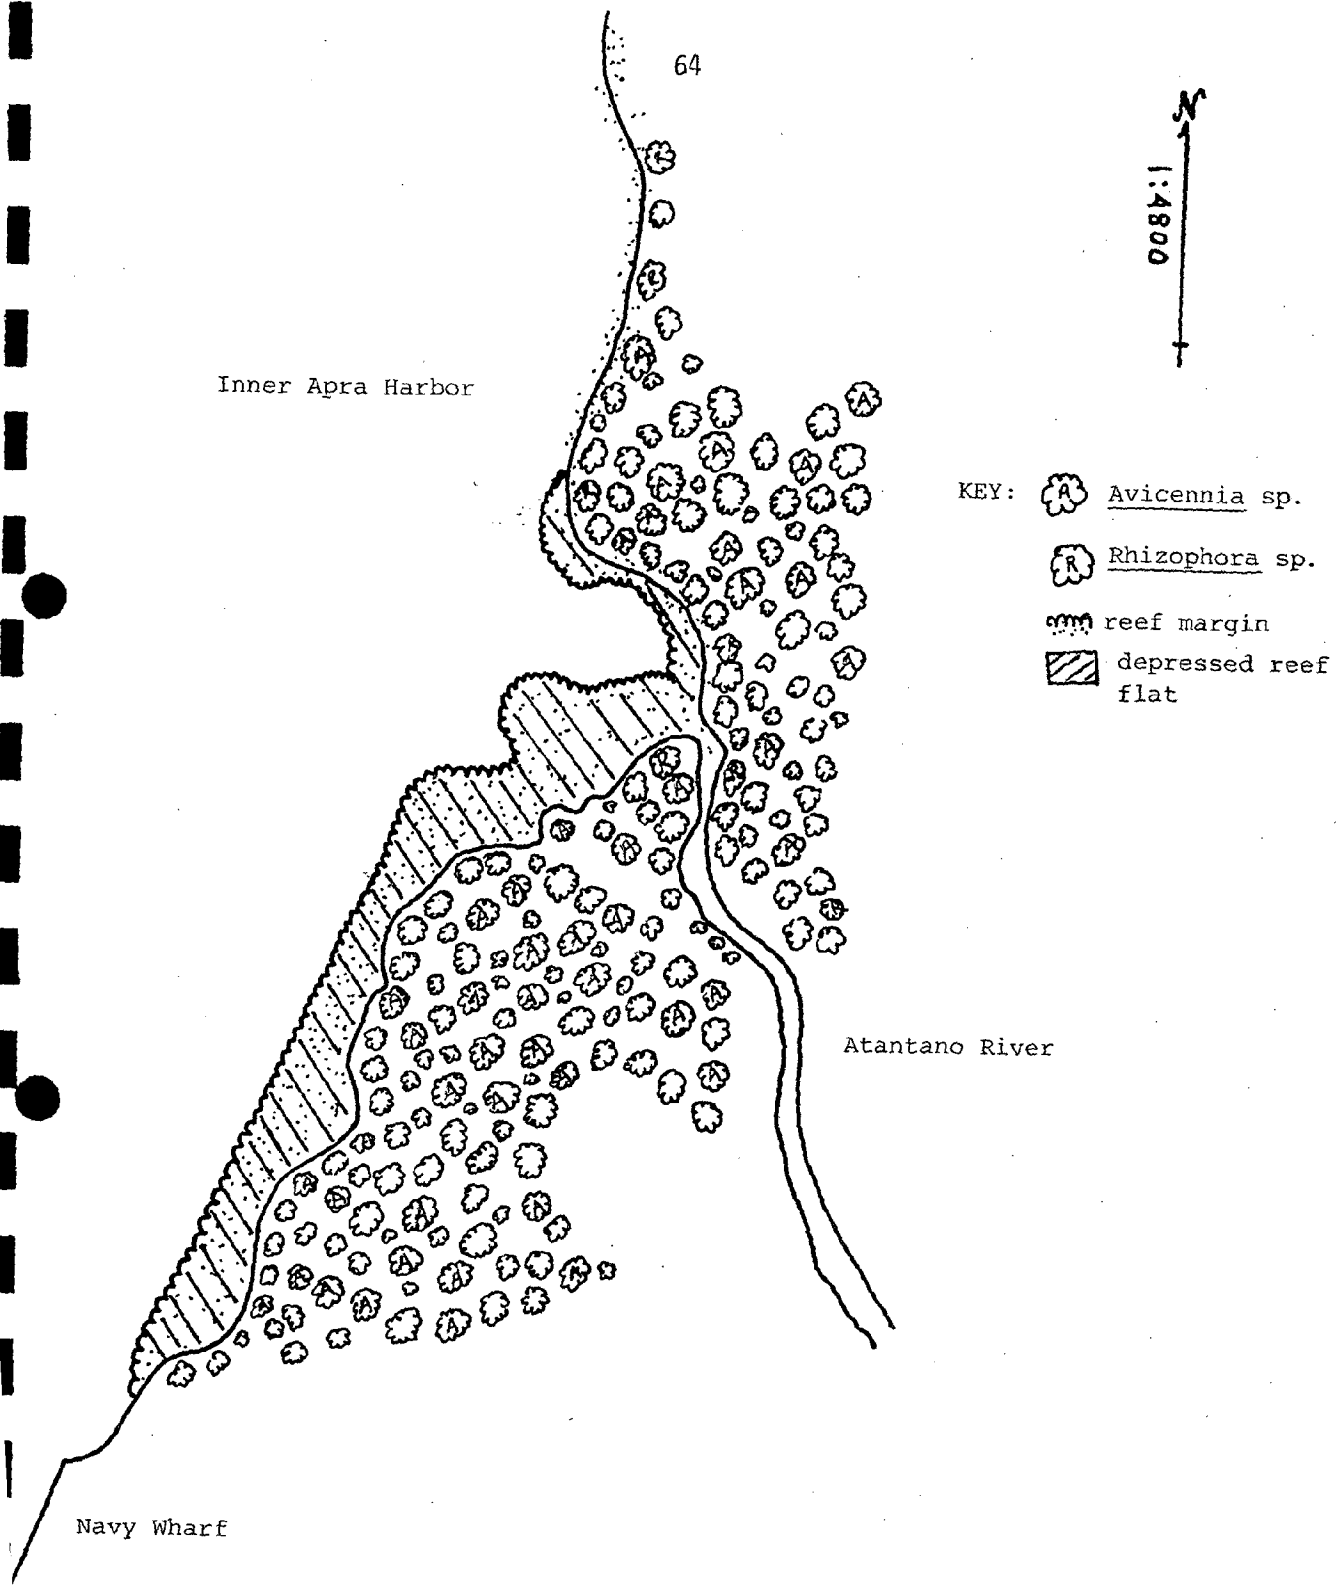 64
N
1:4800
Inner Apra Harbor
KEY: A Avicennia sp.
R Rhizophora sp.
reef margin
depressed reef
flat
Atantano River
Navy Wharf